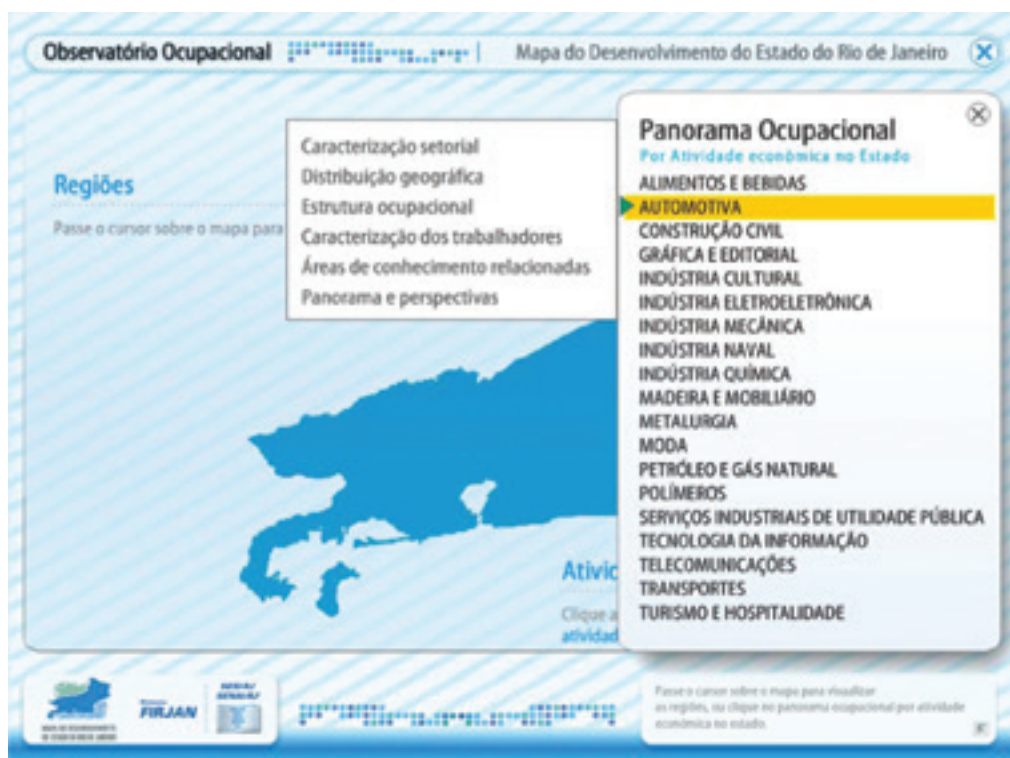 Observatório Ocupacional
Mapa do Desenvolvimento do Estado do Rio de Janeiro
Regiões
Passe o cursor sobre o mapa para
Caracterização setorial
Distribuição geográfica
Estrutura ocupacional
Caracterização dos trabalhadores
Áreas de conhecimento relacionadas
Panorama e perspectivas
Panorama Ocupacional
Por Atividade econômica no Estado
ALIMENTOS E BEBIDAS
AUTOMOTIVA
CONSTRUÇÃO CIVIL
GRÁFICA E EDITORIAL
INDÚSTRIA CULTURAL
INDÚSTRIA ELETROELETRÔNICA
INDÚSTRIA MECÂNICA
INDÚSTRIA NAVAL
INDÚSTRIA QUÍMICA
MADEIRA E MOBILIÁRIO
METALURGIA
MODA
PETRÓLEO E GÁS NATURAL
POLÍMEROS
SERVIÇOS INDUSTRIAIS DE UTILIDADE PÚBLICA
TECNOLOGIA DA INFORMAÇÃO
TELECOMUNICAÇÕES
TRANSPORTES
TURISMO E HOSPITALIDADE
Ativic
Clique a
atividad
FIRJAN
Passe o cursor sobre o mapa para visualizar
as regiões, ou clique no panorama ocupacional por atividade
econômica no estado.